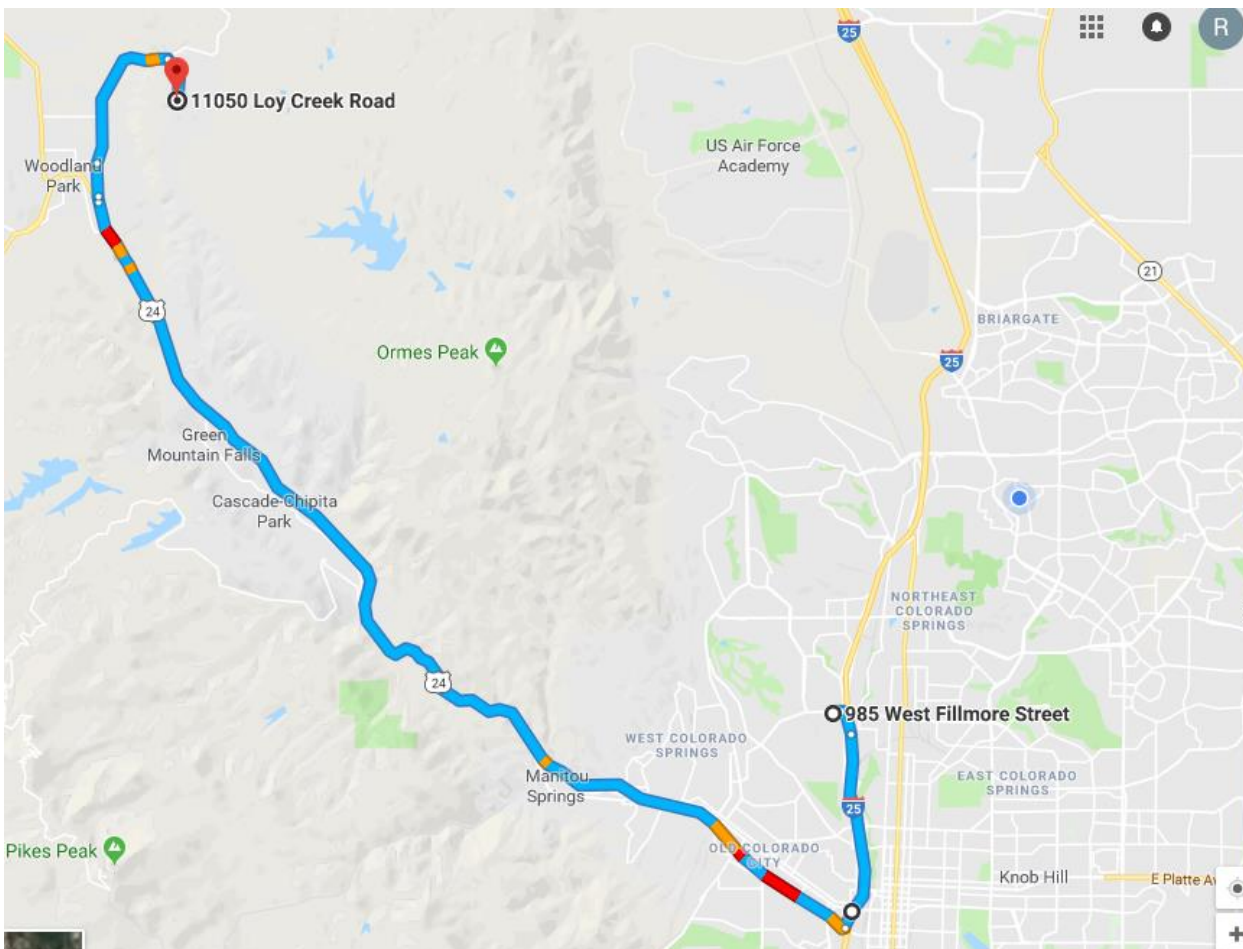 25
R
11050 Loy Creek Road
US Air Force
Academy
Woodland
Park
21
24
BRIARGATE
Ormes Peak
25
Green
Mountain Falls
Cascade-Chipita
Park
NORTHEAST
COLORADO
SPRINGS
24
985 West Fillmore Street
WEST COLORADO
SPRINGS
Manitou
Springs
EAST COLORADO
SPRINGS
25
Pikes Peak
OLD COLORADO
CITY
Knob Hill
E Platte Av